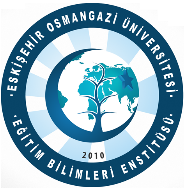 ESKİŞEHİR OSMANGAZİ ÜNİVERSİTESİ
EĞİTİM BİLİMLERİ ENSTİTÜSÜ
2010